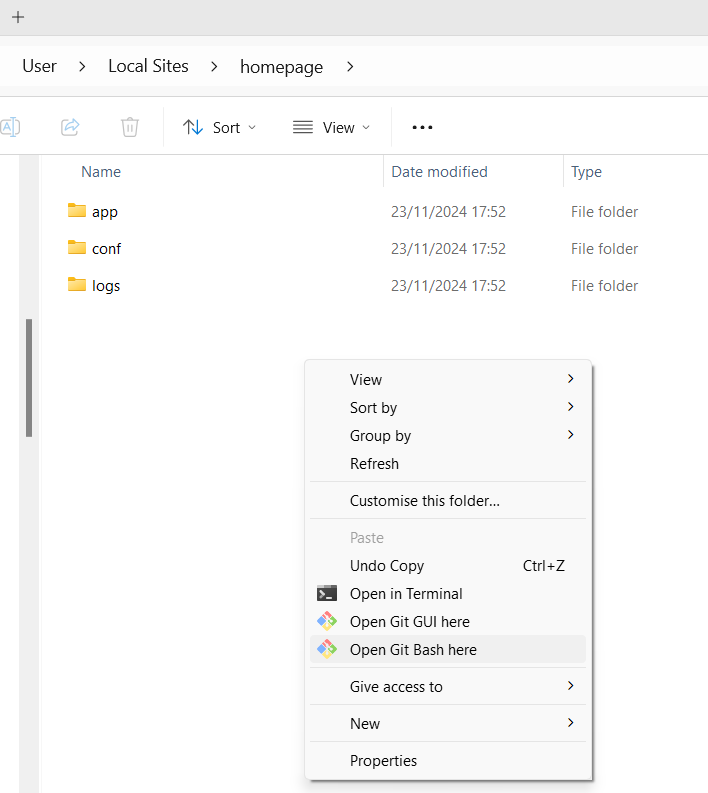 User > Local Sites > homepage >
Sort View
Name Date modified Type
app 23/11/2024 17:52 File folder
conf 23/11/2024 17:52 File folder
logs 23/11/2024 17:52 File folder
View
Sort by
Group by
Refresh
Customise this folder...
Paste
Undo Copy Ctrl+Z
Open in Terminal
Open Git GUI here
Open Git Bash here
Give access to
New
Properties